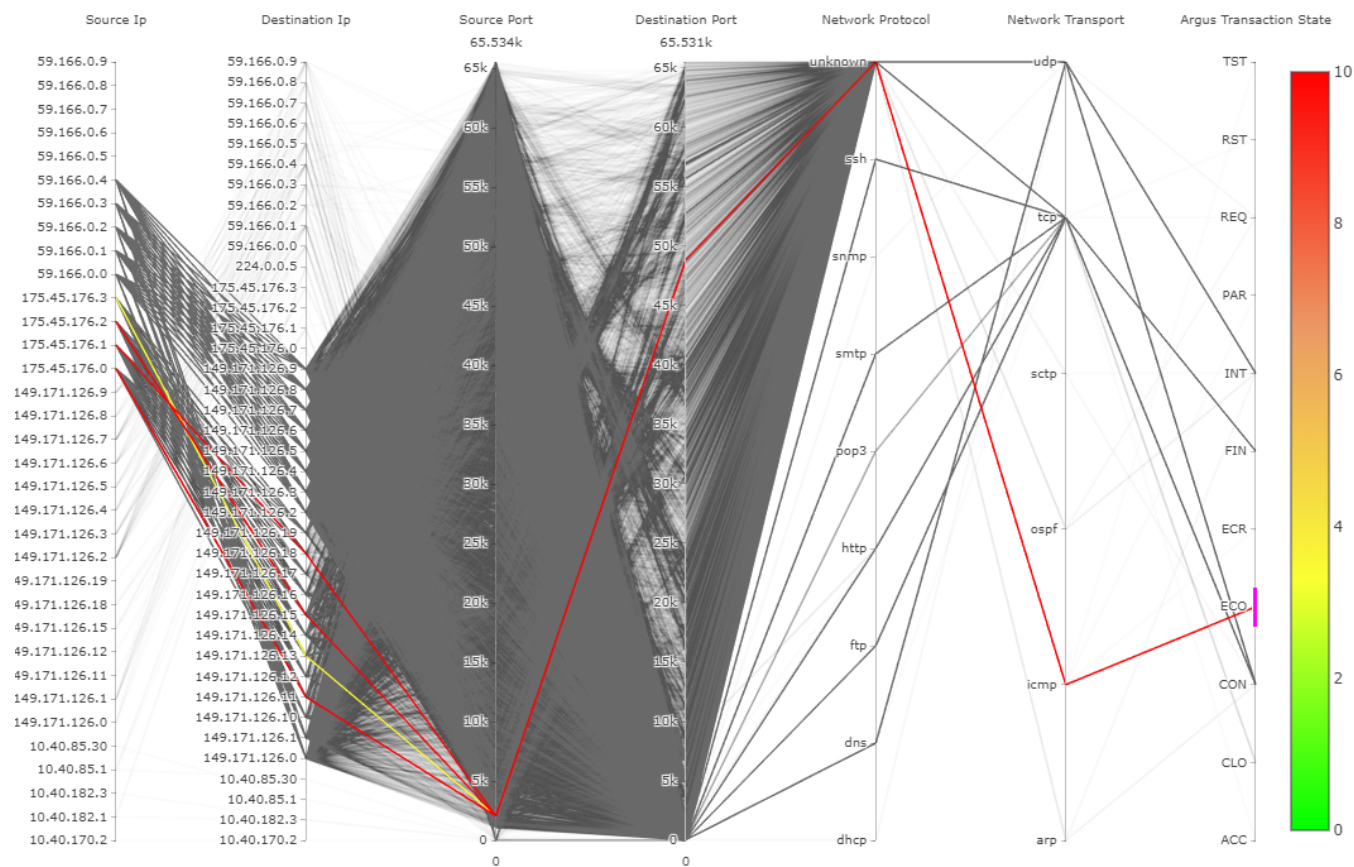 Source Ip
Destination Ip
Source Port
Destination Port
Network Protocol
Network Transport
Argus Transaction State
59.166.0.9
59.166.0.8
59.166.0.7
59.166.0.6
59.166.0.5
59.166.0.4
59.166.0.3
59.166.0.2
59.166.0.1
59.166.0.0
175.45.176.3
175.45.176.2
175.45.176.1
175.45.176.0
149.171.126.9
149.171.126.8
149.171.126.7
149.171.126.6
149.171.126.5
149.171.126.4
149.171.126.3
149.171.126.2
149.171.126.19
149.171.126.18
149.171.126.15
149.171.126.12
149.171.126.11
149.171.126.1
149.171.126.0
10.40.85.30
10.40.85.1
10.40.182.3
10.40.182.1
10.40.170.2
59.166.0.9
59.166.0.8
59.166.0.7
59.166.0.6
59.166.0.5
59.166.0.4
59.166.0.3
59.166.0.2
59.166.0.1
59.166.0.0
224.0.0.5
175.45.176.3
175.45.176.2
175.45.176.1
175.45.176.0
149.171.126.9
149.171.126.8
149.171.126.7
149.171.126.6
149.171.126.5
149.171.126.4
149.171.126.3
149.171.126.2
149.171.126.19
149.171.126.18
149.171.126.17
149.171.126.16
149.171.126.15
149.171.126.14
149.171.126.13
149.171.126.12
149.171.126.11
149.171.126.10
149.171.126.1
149.171.126.0
10.40.85.30
10.40.85.1
10.40.182.3
10.40.170.2
65.534k
65k
60k
55k
50k
45k
40k
35k
30k
25k
20k
15k
10k
5k
0
0
65.531k
65k
60k
55k
50k
45k
40k
35k
30k
25k
20k
15k
10k
5k
0
0
unknown
ssh
snmp
smtp
pop3
http
ftp
dns
dhcp
udp
tcp
sctp
ospf
icmp
arp
TST
RST
REQ
PAR
INT
FIN
ECR
ECO
CON
CLO
ACC
10
8
6
4
2
0